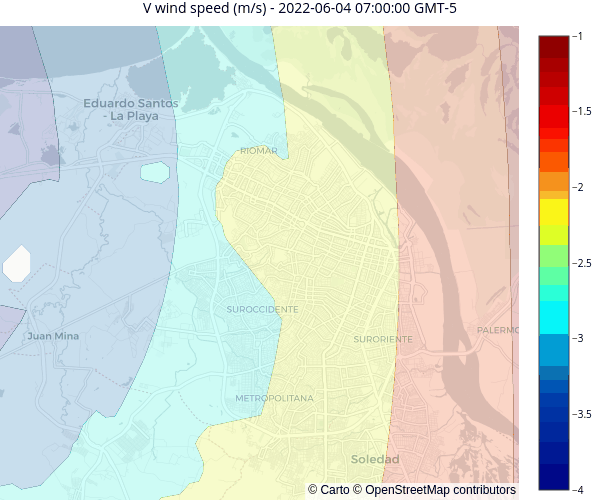 V wind speed (m/s) - 2022-06-04 07:00:00 GMT-5
Eduardo Santos
- La Playa
RIOMAR
SUROCCIDENTE
Juan Mina
SURORIENTE
PALERMO
METROPOLITANA
Soledad
© Carto © OpenStreetMap contributors
−1
−1.5
−2
−2.5
−3
−3.5
−4